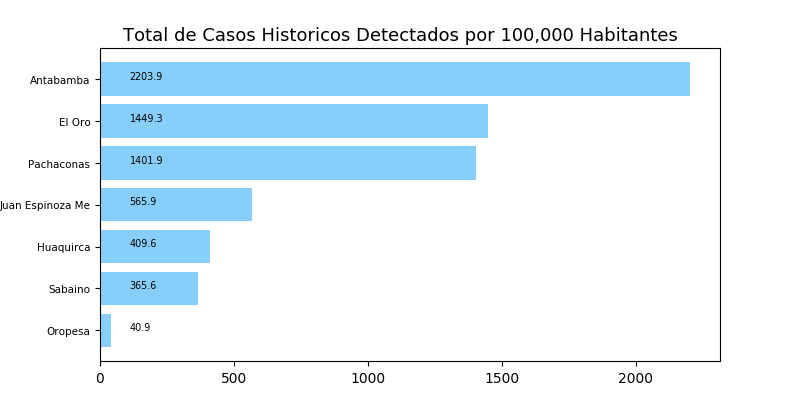 Total de Casos Historicos Detectados por 100,000 Habitantes
Antabamba 2203.9
El Oro 1449.3
Pachaconas 1401.9
Juan Espinoza Me 565.9
Huaquirca 409.6
Sabaino 365.6
Oropesa 40.9
0 500 1000 1500 2000